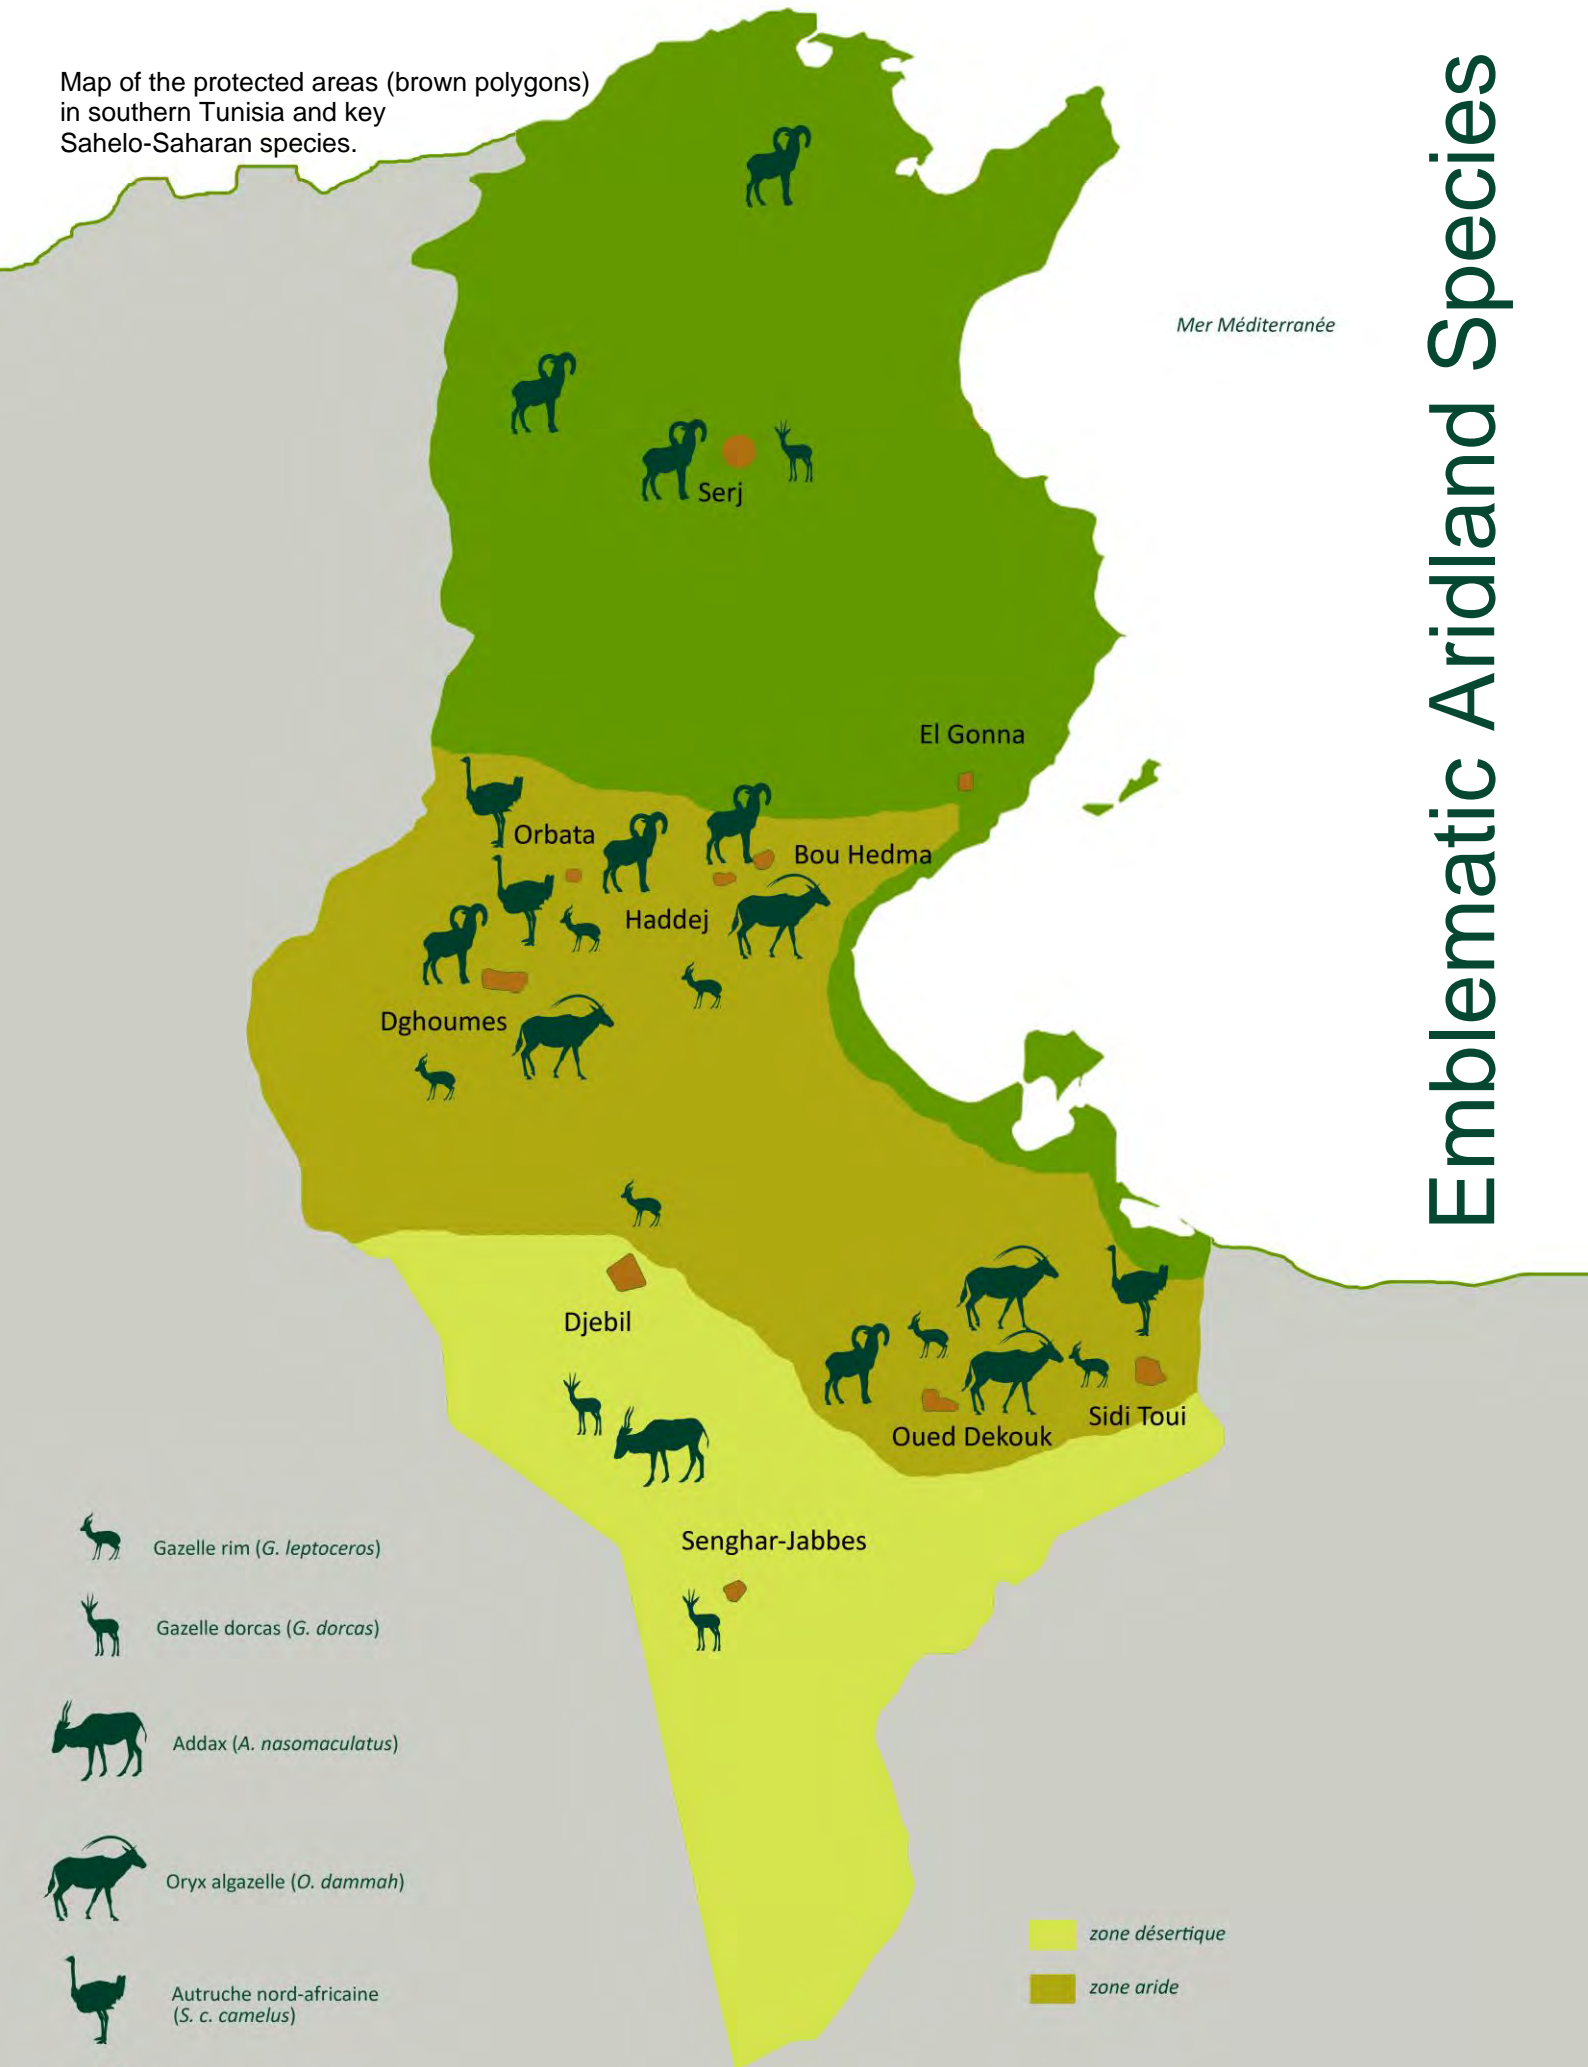 Map of the protected areas (brown polygons)
in southern Tunisia and key
Sahelo-Saharan species.
Emblematic Aridland Species
Mer Méditerranée
Serj
El Gonna
Orbata
Bou Hedma
Haddej
Dghoumes
Djebil
Sidi Toui
Oued Dekouk
Senghar-Jabbes
Gazelle rim (G. leptoceros)
Gazelle dorcas (G. dorcas)
Addax (A. nasomaculatus)
Oryx algazelle (O. dammah)
Autruche nord-africaine
(S. c. camelus)
zone désertique
zone aride